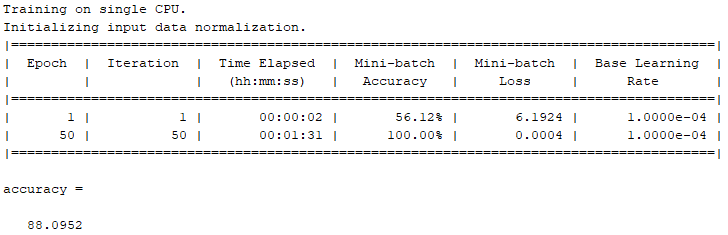 Training on single CPU.
Initializing input data normalization.
|========================================================================================|
|  Epoch  |  Iteration  |  Time Elapsed  |  Mini-batch  |  Mini-batch  |  Base Learning  |
|         |             |   (hh:mm:ss)   |   Accuracy   |     Loss     |      Rate       |
|========================================================================================|
|       1 |           1 |       00:00:02 |       56.12% |       6.1924 |      1.0000e-04 |
|      50 |          50 |       00:01:31 |      100.00% |       0.0004 |      1.0000e-04 |
|========================================================================================|
accuracy =
88.0952